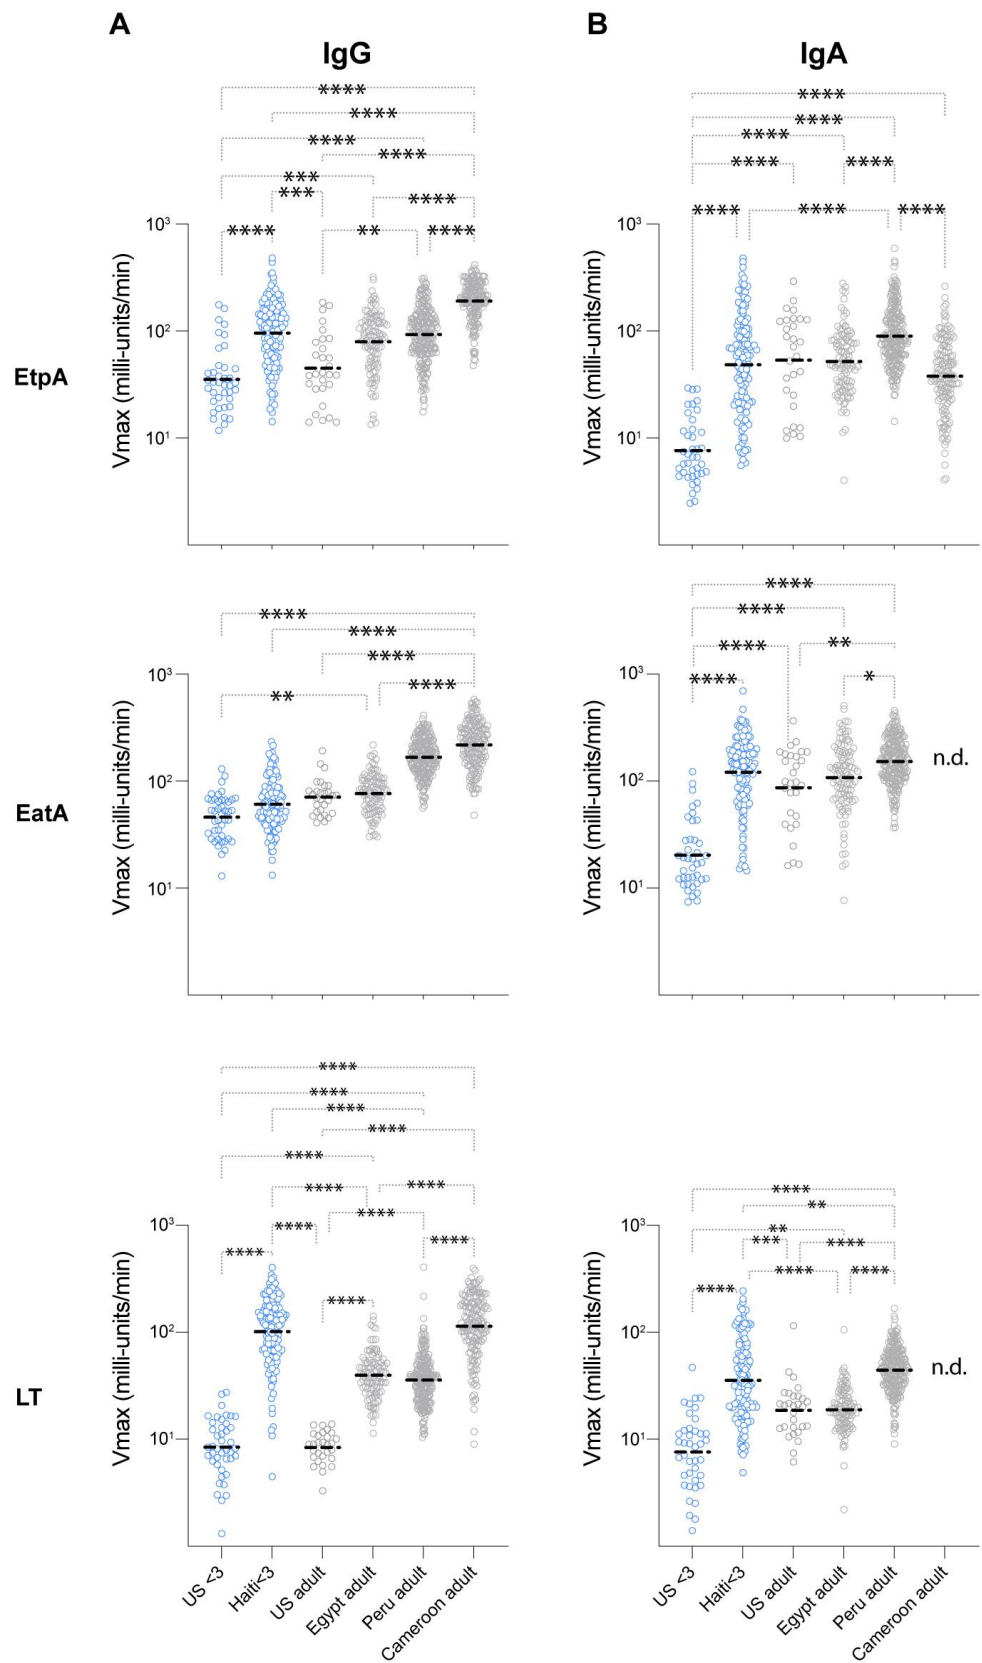 A
B
IgG
IgA
****
****
****
****
***
***
****
****
**
****
10³
10²
10¹
Vmax (milli-units/min)
EtpA
****
****
****
****
****
****
****
****
10³
10²
10¹
Vmax (milli-units/min)
****
****
****
****
**
10³
10²
10¹
Vmax (milli-units/min)
EatA
****
****
**
****
*
****
10³
10²
10¹
Vmax (milli-units/min)
n.d.
****
****
****
****
****
****
****
****
****
****
****
****
10³
10²
10¹
Vmax (milli-units/min)
LT
US <3
Haiti<3
US adult
Egypt adult
Peru adult
Cameroon adult
****
**
**
***
****
****
****
****
10³
10²
10¹
Vmax (milli-units/min)
n.d.
US <3
Haiti<3
US adult
Egypt adult
Peru adult
Cameroon adult